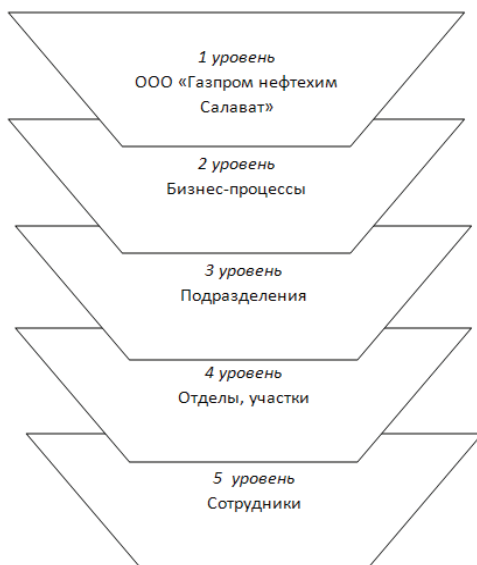 1 уровень
ООО «Газпром нефтехим
Салават»
2 уровень
Бизнес-процессы
3 уровень
Подразделения
4 уровень
Отделы, участки
5 уровень
Сотрудники